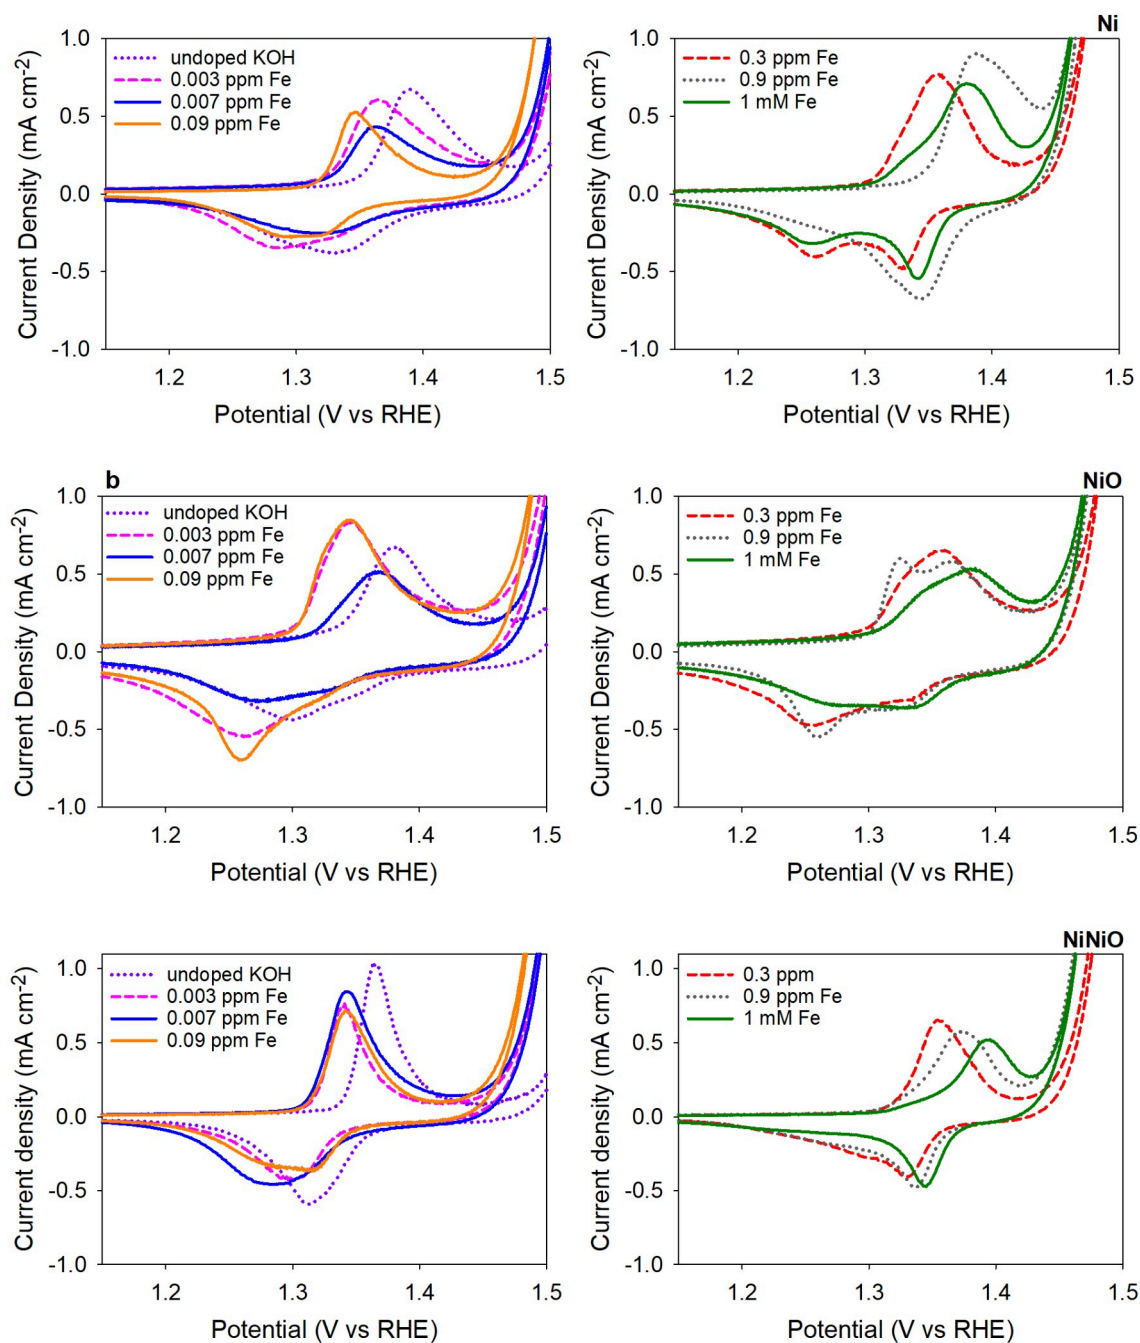 Ni
1.0
0.5
0.0
-0.5
-1.0
Current Density (mA cm-2)
undoped KOH
0.003 ppm Fe
0.007 ppm Fe
0.09 ppm Fe
1.2
1.3
1.4
1.5
Potential (V vs RHE)
1.0
0.5
0.0
-0.5
-1.0
Current Density (mA cm-2)
0.3 ppm Fe
0.9 ppm Fe
1 mM Fe
1.2
1.3
1.4
1.5
Potential (V vs RHE)
b
1.0
0.5
0.0
-0.5
-1.0
Current Density (mA cm-2)
undoped KOH
0.003 ppm Fe
0.007 ppm Fe
0.09 ppm Fe
1.2
1.3
1.4
1.5
Potential (V vs RHE)
NiO
1.0
0.5
0.0
-0.5
-1.0
Current Density (mA cm-2)
0.3 ppm Fe
0.9 ppm Fe
1 mM Fe
1.2
1.3
1.4
1.5
Potential (V vs RHE)
1.0
0.5
0.0
-0.5
-1.0
Current density (mA cm-2)
undoped KOH
0.003 ppm Fe
0.007 ppm Fe
0.09 ppm Fe
1.2
1.3
1.4
1.5
Potential (V vs RHE)
NiNiO
1.0
0.5
0.0
-0.5
-1.0
Current density (mA cm-2)
0.3 ppm
0.9 ppm Fe
1 mM Fe
1.2
1.3
1.4
1.5
Potential (V vs RHE)